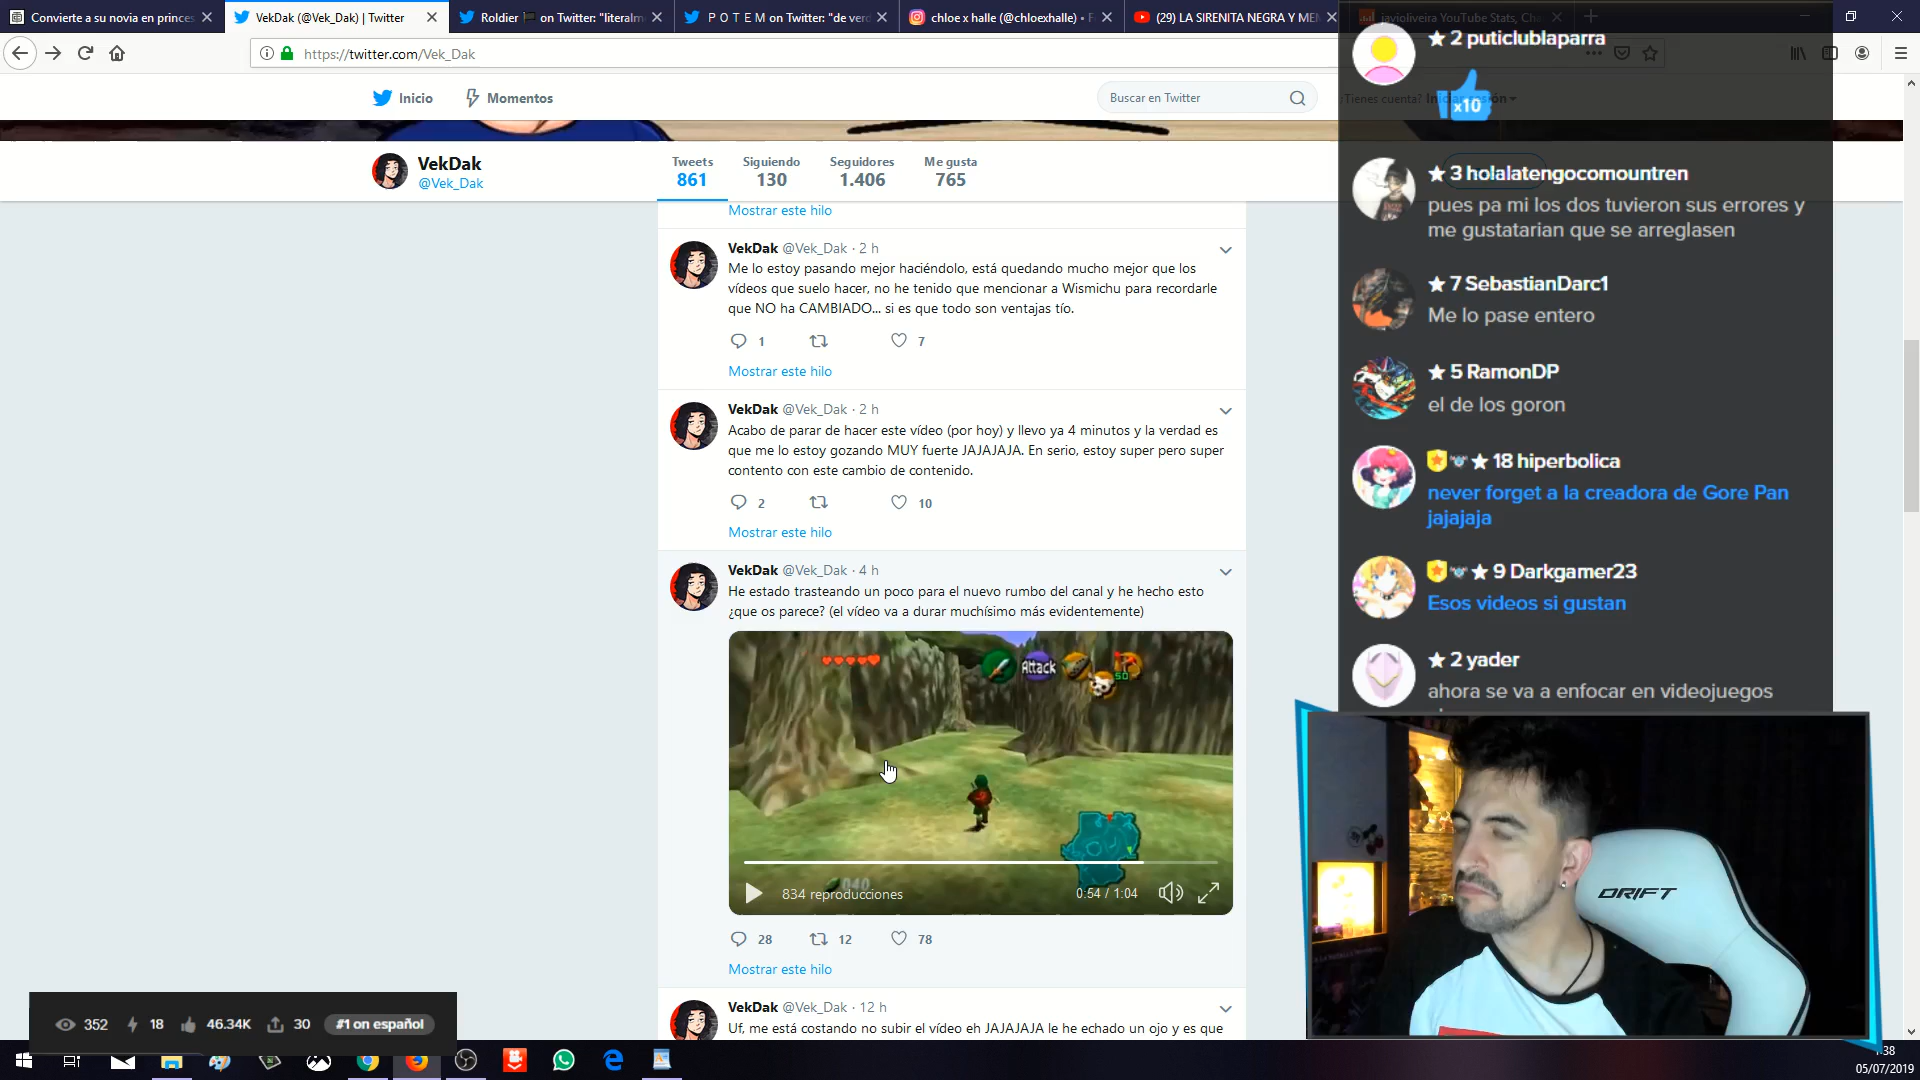 Convierte a su novia en princes
VekDak (@Vek_Dak) | Twitter
Roldier on Twitter: "literalm
P O T E M on Twitter: "de verd
chloe x halle (@chloexhalle) •
(29) LA SIRENITA NEGRA Y MEN
javioliveira YouTube Stats, Ch
https://twitter.com/Vek_Dak
Inicio
Momentos
Buscar en Twitter
¿Tienes cuenta? Iniciar sesión
VekDak
@Vek_Dak
Tweets
861
Siguiendo
130
Seguidores
1.406
Me gusta
765
Mostrar este hilo
VekDak @Vek_Dak · 2 h
Me lo estoy pasando mejor haciéndolo, está quedando mucho mejor que los
vídeos que suelo hacer, no he tenido que mencionar a Wismichu para recordarle
que NO ha CAMBIADO... si es que todo son ventajas tío.
1
7
Mostrar este hilo
VekDak @Vek_Dak · 2 h
Acabo de parar de hacer este vídeo (por hoy) y llevo ya 4 minutos y la verdad es
que me lo estoy gozando MUY fuerte JAJAJAJA. En serio, estoy super pero super
contento con este cambio de contenido.
2
10
Mostrar este hilo
VekDak @Vek_Dak · 4 h
He estado trasteando un poco para el nuevo rumbo del canal y he hecho esto
¿que os parece? (el vídeo va a durar muchísimo más evidentemente)
Attack
50
040
834 reproducciones
0:54 / 1:04
28
12
78
Mostrar este hilo
VekDak @Vek_Dak · 12 h
Uf, me está costando no subir el vídeo eh JAJAJAJA le he echado un ojo y es que
★ 2 puticlublaparra
x10
★ 3 holalatengocomountren
pues pa mi los dos tuvieron sus errores y
me gustatarian que se arreglasen
★ 7 SebastianDarc1
Me lo pase entero
★ 5 RamonDP
el de los goron
★ 18 hiperbolica
never forget a la creadora de Gore Pan
jajajaja
★ 9 Darkgamer23
Esos videos si gustan
★ 2 yader
ahora se va a enfocar en videojuegos
DRIFT
352
18
46.34K
30
#1 on español
05/07/2019